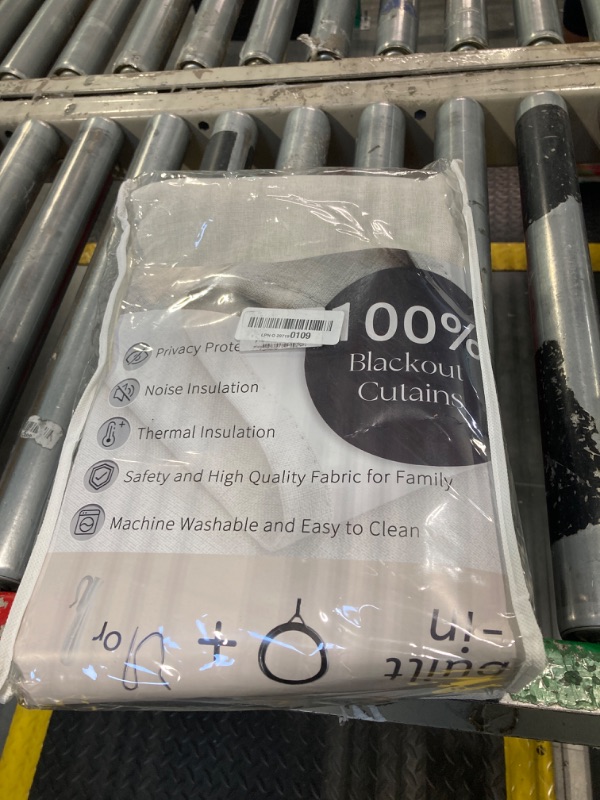 100%
Blackout
Cutains
0109
Privacy Prote
Noise Insulation
Thermal Insulation
Safety and High Quality Fabric for Family
Machine Washable and Easy to Clean
built
-in
+
or